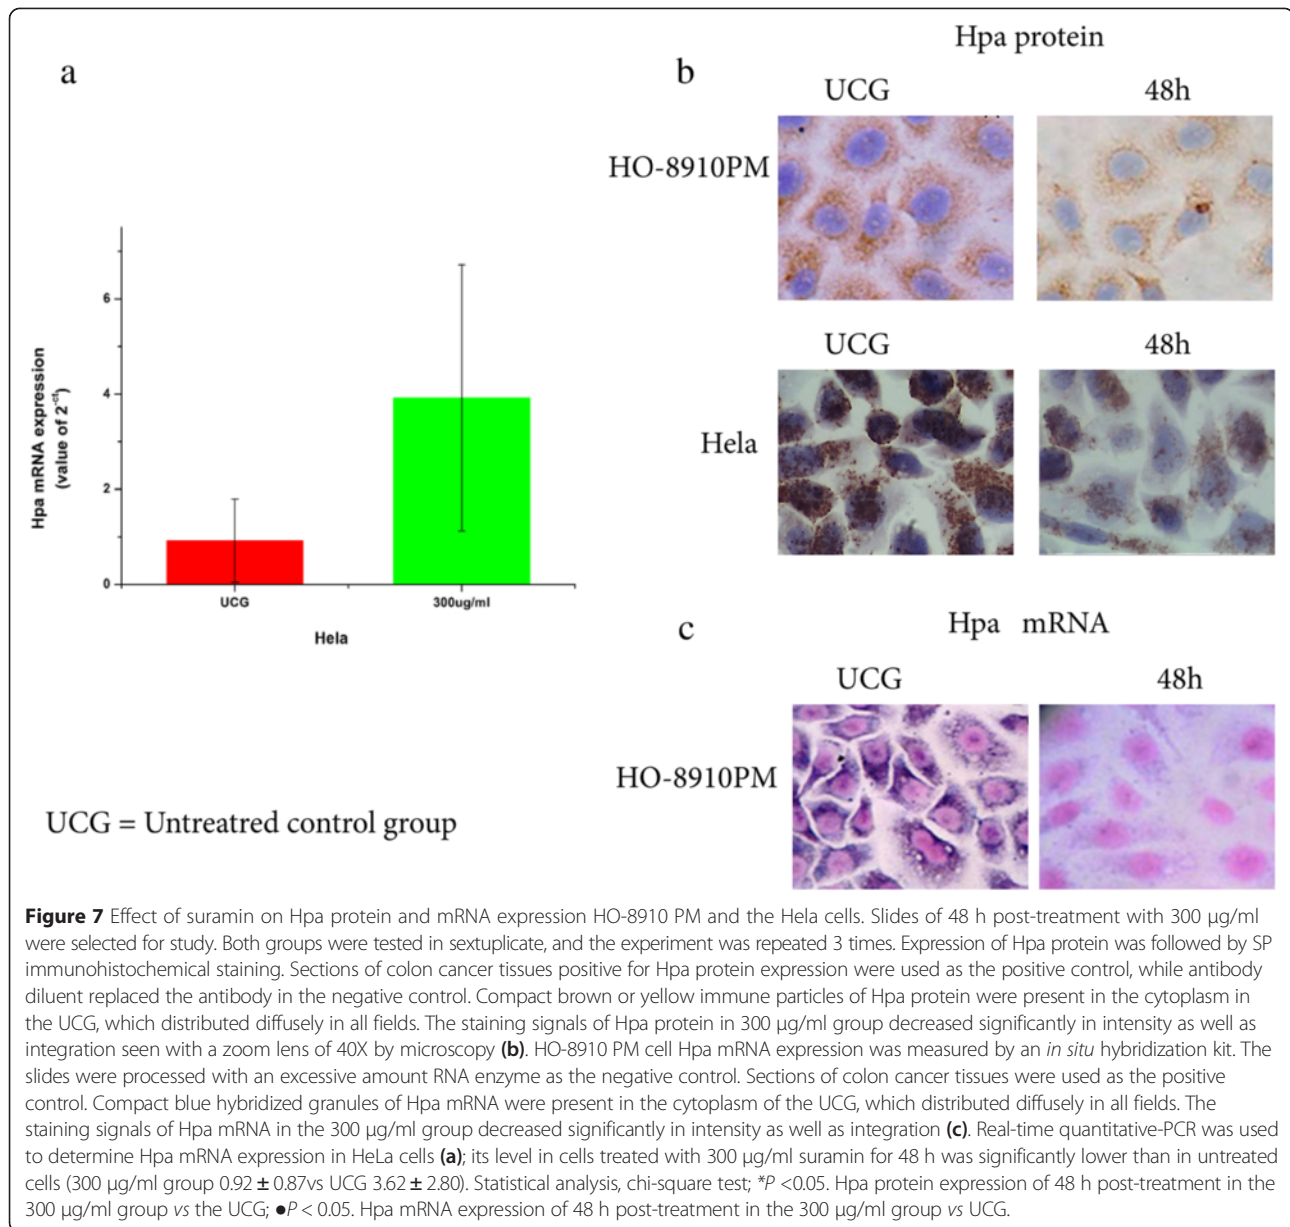 a
Hpa mRNA expression
(value of 2^-ct)
6
4
2
0
UCG
300ug/ml
Hela
UCG = Untreatred control group
Hpa protein
b
UCG
48h
HO-8910PM
UCG
48h
Hela
c
Hpa mRNA
UCG
48h
HO-8910PM
Figure 7 Effect of suramin on Hpa protein and mRNA expression HO-8910 PM and the Hela cells. Slides of 48 h post-treatment with 300 μg/ml
were selected for study. Both groups were tested in sextuplicate, and the experiment was repeated 3 times. Expression of Hpa protein was followed by SP
immunohistochemical staining. Sections of colon cancer tissues positive for Hpa protein expression were used as the positive control, while antibody
diluent replaced the antibody in the negative control. Compact brown or yellow immune particles of Hpa protein were present in the cytoplasm in
the UCG, which distributed diffusely in all fields. The staining signals of Hpa protein in 300 μg/ml group decreased significantly in intensity as well as
integration seen with a zoom lens of 40X by microscopy (b). HO-8910 PM cell Hpa mRNA expression was measured by an in situ hybridization kit. The
slides were processed with an excessive amount RNA enzyme as the negative control. Sections of colon cancer tissues were used as the positive
control. Compact blue hybridized granules of Hpa mRNA were present in the cytoplasm of the UCG, which distributed diffusely in all fields. The
staining signals of Hpa mRNA in the 300 μg/ml group decreased significantly in intensity as well as integration (c). Real-time quantitative-PCR was used
to determine Hpa mRNA expression in HeLa cells (a); its level in cells treated with 300 μg/ml suramin for 48 h was significantly lower than in untreated
cells (300 μg/ml group 0.92 ± 0.87vs UCG 3.62 ± 2.80). Statistical analysis, chi-square test; *P <0.05. Hpa protein expression of 48 h post-treatment in the
300 μg/ml group vs the UCG; ●P < 0.05. Hpa mRNA expression of 48 h post-treatment in the 300 μg/ml group vs UCG.